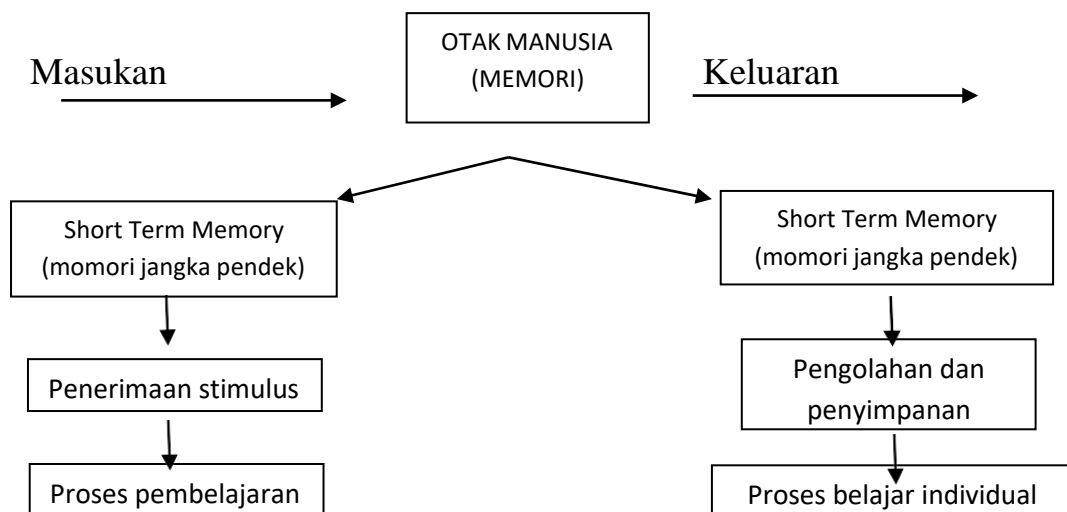 OTAK MANUSIA
(MEMORI)
Masukan
Keluaran
Short Term Memory
(momori jangka pendek)
Short Term Memory
(momori jangka pendek)
Penerimaan stimulus
Pengolahan dan
penyimpanan
Proses pembelajaran
Proses belajar individual